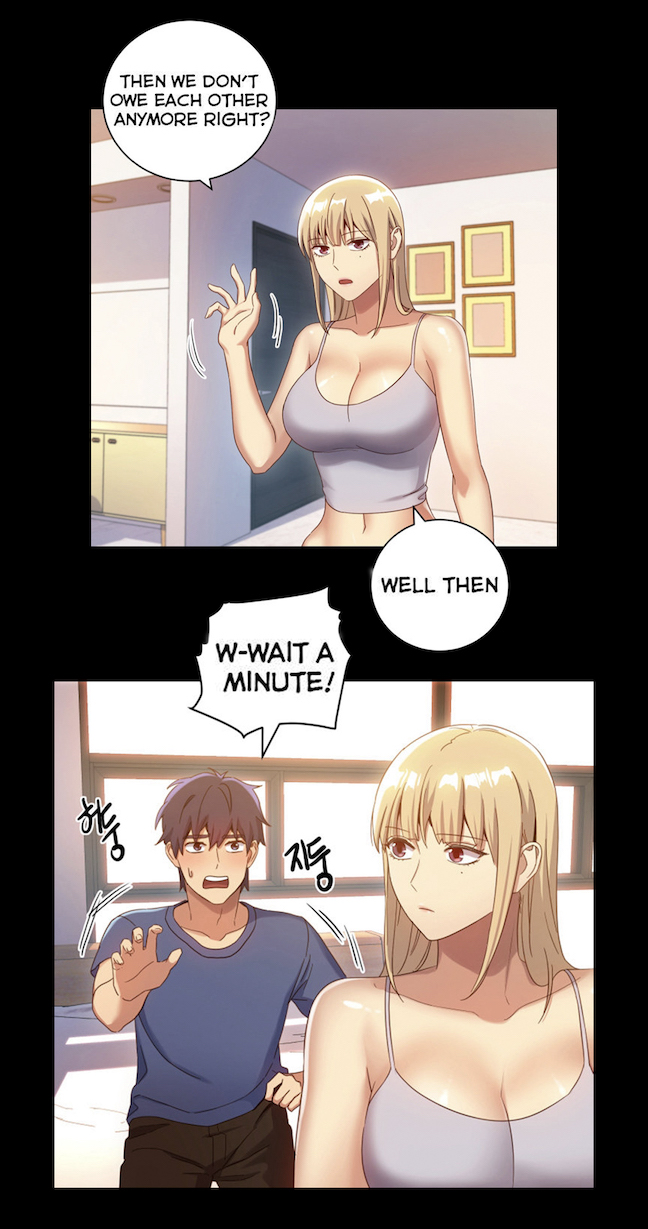 THEN WE DON'T
OWE EACH OTHER
ANYMORE RIGHT?
WELL THEN
W-WAIT A
MINUTE!
허둥
지둥